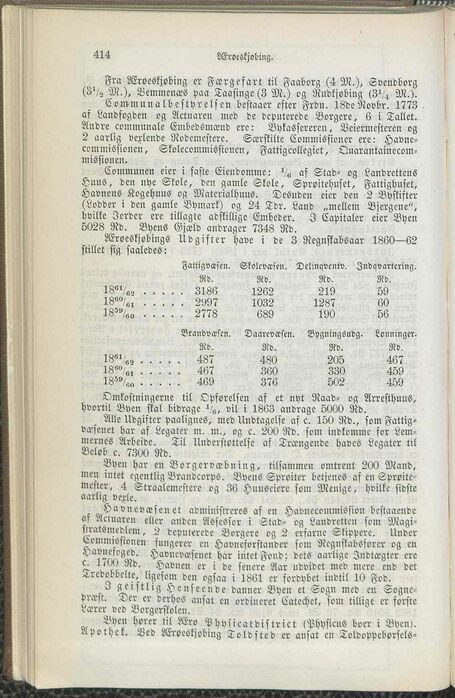 414
Ærøeskjøbing.
Fra Ærøeskjøbing er Færgefart til Faaborg (4 M.), Svendborg
(3½ M.), Vemmenæs paa Taasinge (3 M.) og Rudkjøbing (3¼ M.).
Communalbestyrelsen bestaaer efter Frdn. 18de Novbr. 1773
af Landfogden og Actuaren med de deputerede Borgere, 6 i Tallet.
Andre communale Embedsmænd ere: Bykassereren, Veiermesteren og
2 aarlig verlende Rodemestere. Særskilte Commissioner ere: Havne-
commissionen, Skolecommissionen, Fattigcollegiet, Quarantainecom-
missionen.
Communen eier i faste Eiendomme: 1/6 af Stad- og Landrettens
Huus, den nye Skole, den gamle Skole, Sprøitehuset, Fattighuset,
Havnens Kogehuus og Materialhuus. Desuden eier den 2 Bylister
(Lodder i den gamle Bymark) og 24 Tdr. Land „mellem Bjergene“,
hvilke Jorder ere tillagte adskillige Embeder. I Capitaler eier Byen
5028 Rd. Byens Gjæld andrager 7348 Rd.
Ærøeskjøbings Udgifter have i de 3 Regnskabsaar 1860—62
stillet sig saaledes:
Fattigvæsen. Skolevæsen. Delinqventv. Indqvartering.
Rd. Rd. Rd. Rd.
18⁶¹/₆₂ . . . . . 3186 1262 219 59
18⁶⁰/₆₁ . . . . . 2997 1032 1287 60
18⁵⁹/₆₀ . . . . . 2778 689 190 56
Brandvæsen. Daarevæsen. Bygningsudg. Lønninger.
Rd. Rd. Rd. Rd.
18⁶¹/₆₂ . . . . . 487 480 205 467
18⁶⁰/₆₁ . . . . . 467 360 330 459
18⁵⁹/₆₀ . . . . . 469 376 502 459
Omkostningerne til Opførelsen af et nyt Raad- og Arresthuus,
hvortil Byen skal bidrage 1/6, vil i 1863 andrage 5000 Rd.
Alle Udgifter paalignes, med Undtagelse af c. 150 Rd., som Fattig-
væsenet har af Legater m. m., og c. 200 Rd. som indkomme for Lem-
mernes Arbeide. Til Understøttelse af Trængende haves Legater til
Beløb c. 7300 Rd.
Byen har en Borgervæbning, tilsammen omtrent 200 Mand,
men intet egentlig Brandcorps. Byens Sprøiter betjenes af en Sprøite-
mester, 4 Straalemestere og 36 Huuseiere som Menige, hvilke sidste
aarlig vexle.
Havnevæsenet administreres af en Havnecommission bestaaende
af Actuaren eller anden Assessor i Stad- og Landretten som Magi-
stratsmedlem, 2 deputerede Borgere og 2 erfarne Skippere. Under
Commissionen fungerer en Havneforstander som Regnskabsfører og en
Havnefoged. Havnevæsenet har intet Fond; dets aarlige Indtægter ere
c. 1700 Rd. Havnen er i de senere Aar udvidet med mere end det
Tredobbelte, ligesom den ogsaa i 1861 er fordybet indtil 10 Fod.
I geistlig Henseende danner Byen et Sogn med en Sogne-
præst. Der er derhos ansat en ordineret Catechet, som tillige er første
Lærer ved Borgerskolen.
Byen hører til Ærø Physicatdistrict (Physicus boer i Byen).
Apothek. Ved Ærøeskjøbing Toldsted er ansat en Toldoppebørsels-